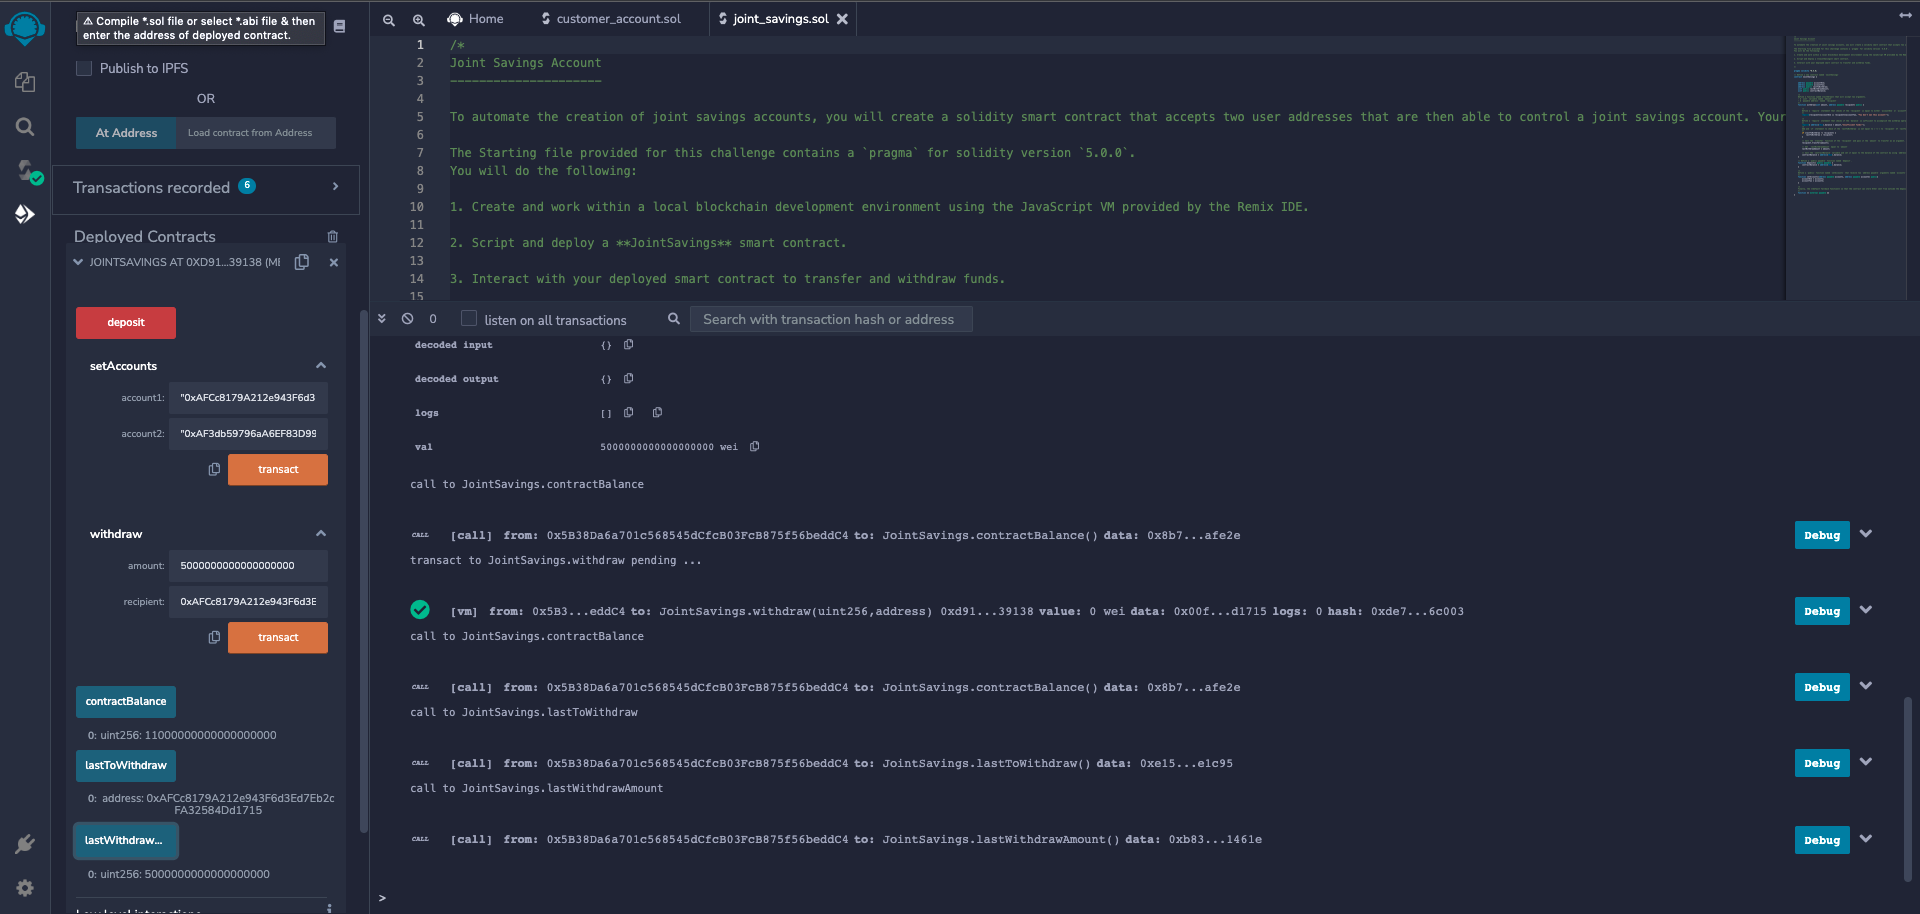 ⚠ Compile *.sol file or select *.abi file & then
enter the address of deployed contract.
Publish to IPFS
OR
At Address
Load contract from Address
Transactions recorded 6
Deployed Contracts
JOINTSAVINGS AT 0XD91...39138 (ME
deposit
setAccounts
account1: "0xAFCc8179A212e943F6d3
account2: "0xAF3db59796aA6EF83D99
transact
withdraw
amount: 5000000000000000000
recipient: 0xAFCc8179A212e943F6d3E
transact
contractBalance
0: uint256: 11000000000000000000
lastToWithdraw
0: address: 0xAFCc8179A212e943F6d3Ed7Eb2c
FA32584Dd1715
lastWithdraw...
0: uint256: 5000000000000000000
Low level interactions
Home
customer_account.sol
joint_savings.sol
1 /*
2 Joint Savings Account
3 ---------------------
4
5 To automate the creation of joint savings accounts, you will create a solidity smart contract that accepts two user addresses that are then able to control a joint savings account. Your
6
7 The Starting file provided for this challenge contains a `pragma` for solidity version `5.0.0`.
8 You will do the following:
9
10 1. Create and work within a local blockchain development environment using the JavaScript VM provided by the Remix IDE.
11
12 2. Script and deploy a **JointSavings** smart contract.
13
14 3. Interact with your deployed smart contract to transfer and withdraw funds.
15
0
listen on all transactions
Search with transaction hash or address
decoded input {}
decoded output {}
logs []
val 5000000000000000000 wei
call to JointSavings.contractBalance
CALL [call] from: 0x5B38Da6a701c568545dCfcB03FcB875f56beddC4 to: JointSavings.contractBalance() data: 0x8b7...afe2e
Debug
transact to JointSavings.withdraw pending ...
[vm] from: 0x5B3...eddC4 to: JointSavings.withdraw(uint256,address) 0xd91...39138 value: 0 wei data: 0x00f...d1715 logs: 0 hash: 0xde7...6c003
Debug
call to JointSavings.contractBalance
CALL [call] from: 0x5B38Da6a701c568545dCfcB03FcB875f56beddC4 to: JointSavings.contractBalance() data: 0x8b7...afe2e
Debug
call to JointSavings.lastToWithdraw
CALL [call] from: 0x5B38Da6a701c568545dCfcB03FcB875f56beddC4 to: JointSavings.lastToWithdraw() data: 0xe15...e1c95
Debug
call to JointSavings.lastWithdrawAmount
CALL [call] from: 0x5B38Da6a701c568545dCfcB03FcB875f56beddC4 to: JointSavings.lastWithdrawAmount() data: 0xb83...1461e
Debug
>